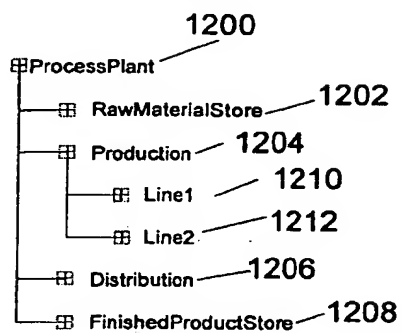 ProcessPlant 1200
RawMaterialStore 1202
Production 1204
Line1 1210
Line2 1212
Distribution 1206
FinishedProductStore 1208